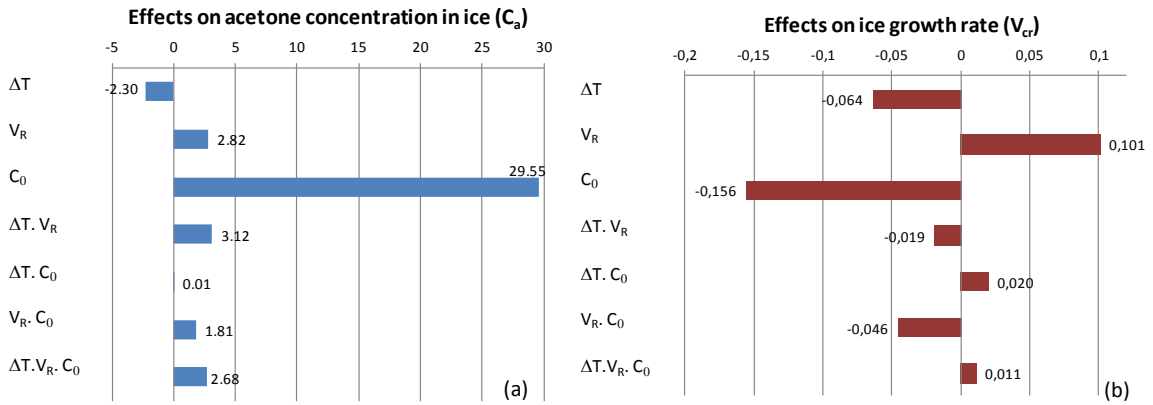 Effects on acetone concentration in ice (Ca)
-5 0 5 10 15 20 25 30
ΔT
-2.30
VR
2.82
C0
29.55
ΔT. VR
3.12
ΔT. C0
0.01
VR. C0
1.81
ΔT.VR. C0
2.68
(a)
Effects on ice growth rate (Vcr)
-0,2 -0,15 -0,1 -0,05 0 0,05 0,1
ΔT
-0,064
VR
0,101
C0
-0,156
ΔT. VR
-0,019
ΔT. C0
0,020
VR. C0
-0,046
ΔT.VR. C0
0,011
(b)